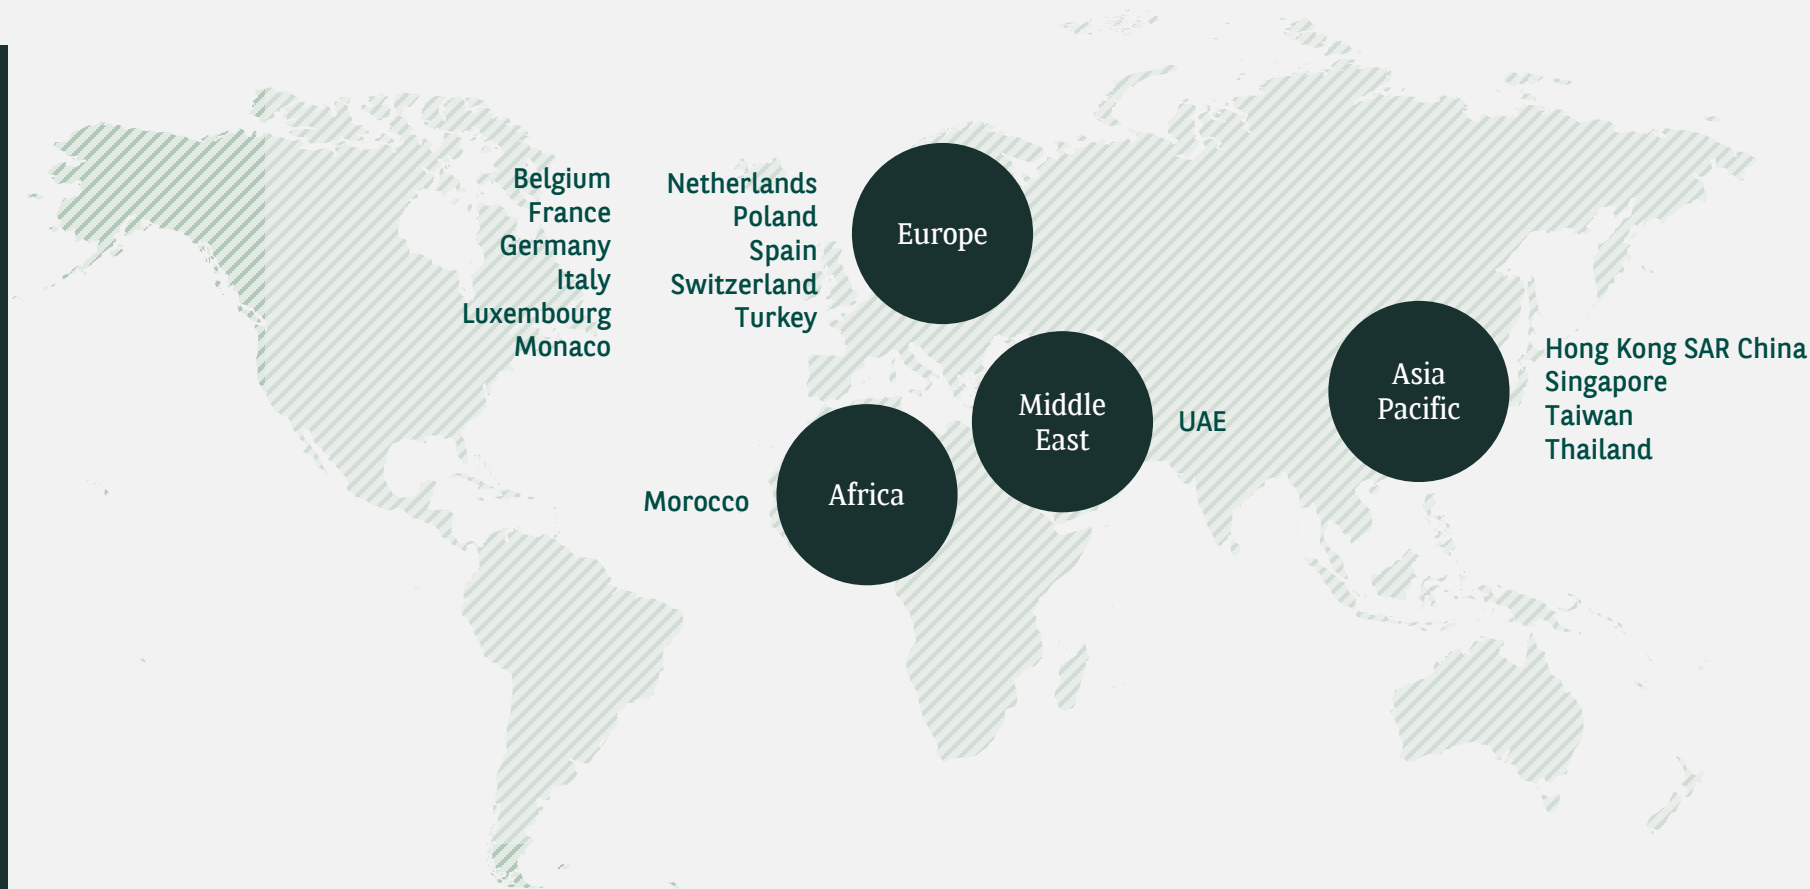 Belgium
France
Germany
Italy
Luxembourg
Monaco
Netherlands
Poland
Spain
Switzerland
Turkey
Europe
Middle
East
UAE
Africa
Morocco
Asia
Pacific
Hong Kong SAR China
Singapore
Taiwan
Thailand